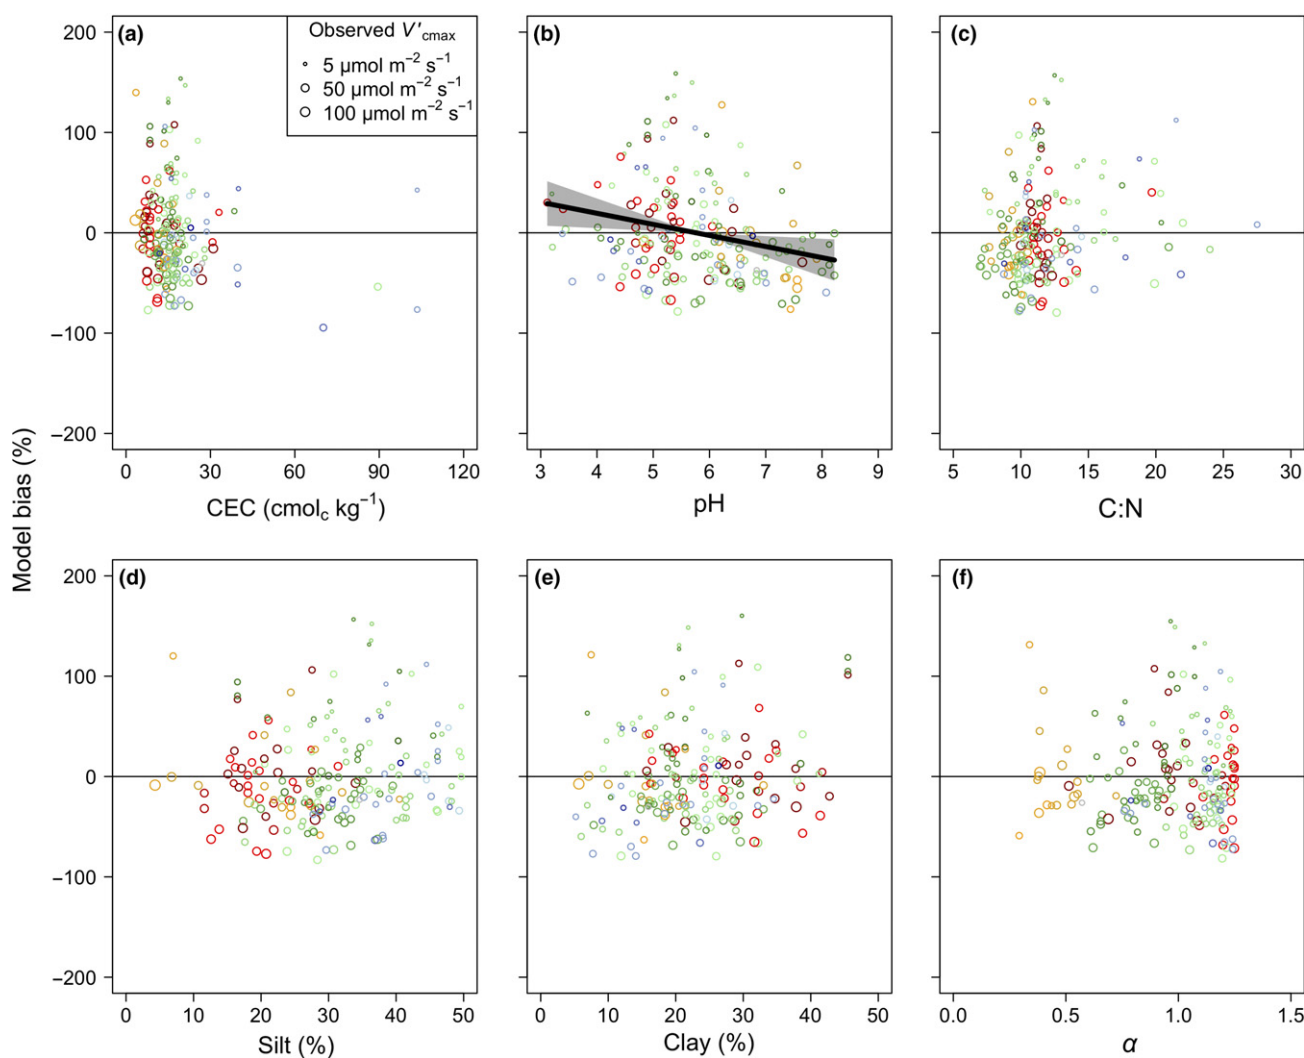 (a)
Observed V′cmax
5 μmol m−2 s−1
50 μmol m−2 s−1
100 μmol m−2 s−1
(b)
(c)
200
100
0
−100
−200
0 30 60 90 120
3 4 5 6 7 8 9
5 10 15 20 25 30
CEC (cmolc kg−1)
pH
C:N
Model bias (%)
(d)
(e)
(f)
200
100
0
−100
−200
0 10 20 30 40 50
0 10 20 30 40 50
0.0 0.5 1.0 1.5
Silt (%)
Clay (%)
α